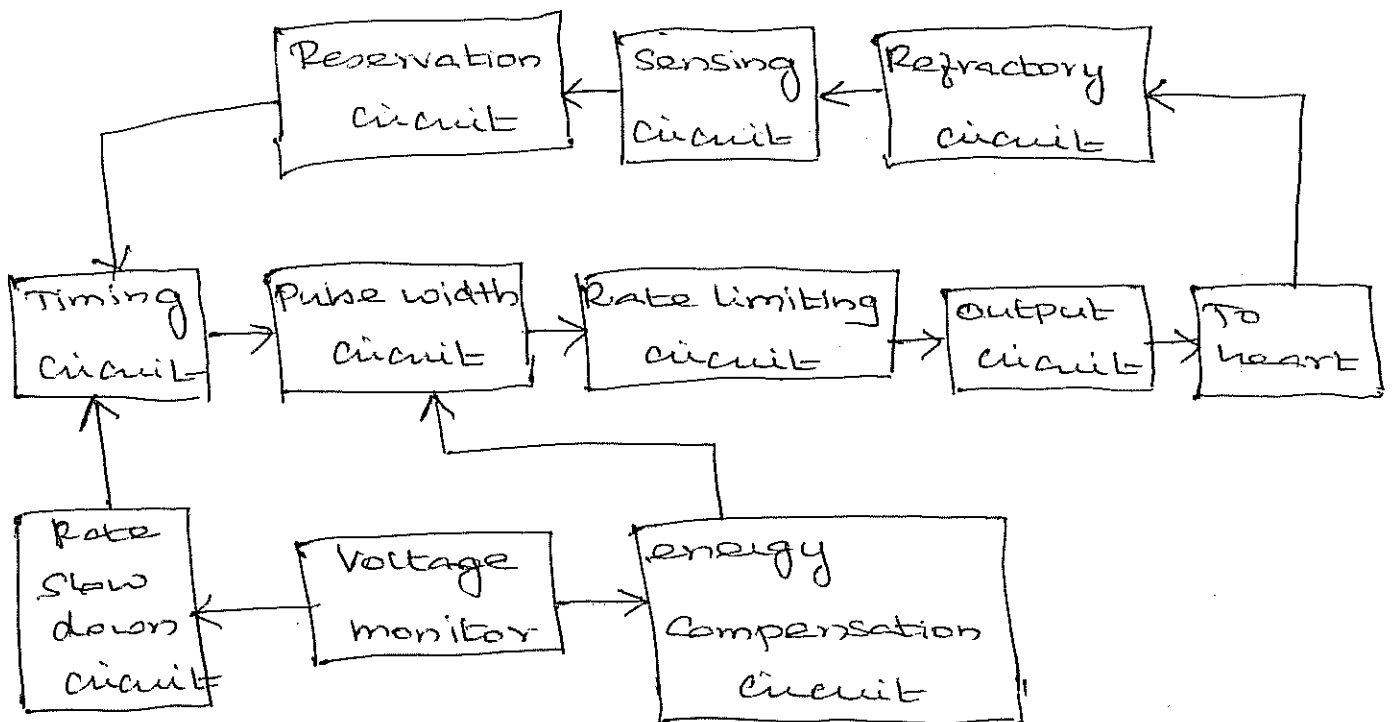 Reservation
circuit
Sensing
circuit
Refractory
circuit
Timing
circuit
Pulse width
circuit
Rate limiting
circuit
Output
circuit
To
heart
Rate
Slow
down
circuit
Voltage
monitor
energy
Compensation
circuit